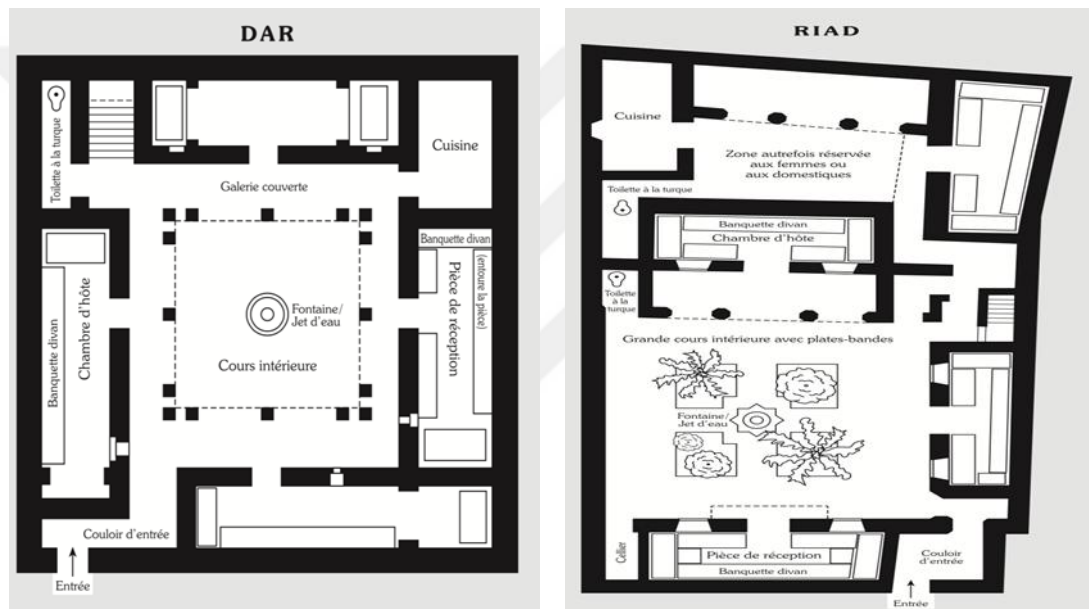 DAR
Toilette à la turque
Cuisine
Galerie couverte
Banquette divan
Chambre d'hôte
Banquette divan
Pièce de réception
(entoure la pièce)
Fontaine/
Jet d'eau
Cours intérieure
Couloir d'entrée
Entrée
RIAD
Cuisine
Zone autrefois réservée
aux femmes ou
aux domestiques
Toilette à la turque
Banquette divan
Chambre d'hôte
Toilette
à la
turque
Grande cours intérieure avec plates-bandes
Fontaine/
Jet d'eau
Cellier
Pièce de réception
Banquette divan
Couloir
d'entrée
Entrée